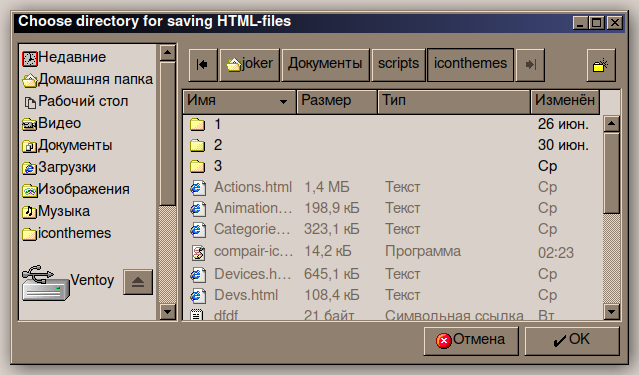 Choose directory for saving HTML-files
Недавние
Домашняя папка
Рабочий стол
Видео
Документы
Загрузки
Изображения
Музыка
iconthemes
Ventoy
joker Документы scripts iconthemes
Имя Размер Тип Изменён
1 26 июн.
2 30 июн.
3 Ср
Actions.html 1,4 МБ Текст Ср
Animation… 198,9 кБ Текст Ср
Categorie… 323,1 кБ Текст Ср
compair-ic… 14,2 кБ Программа 02:23
Devices.h… 645,1 кБ Текст Ср
Devs.html 108,4 кБ Текст Ср
dfdf 21 байт Символьная ссылка Вт
Отмена OK